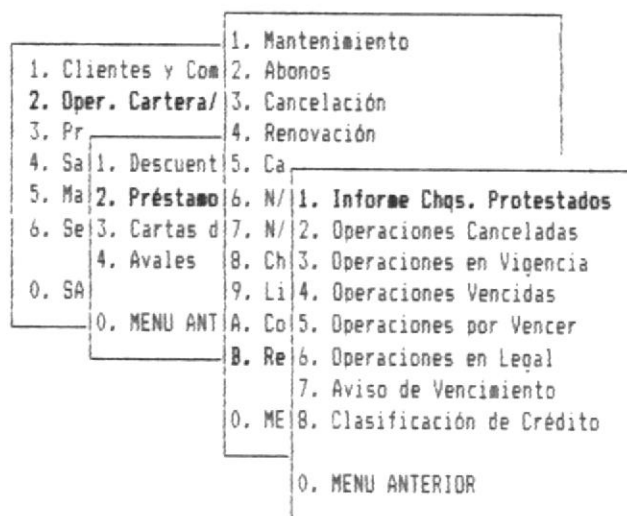 1. Clientes y Com
2. Oper. Cartera/
3. Pr
4. Sa
5. Ma
6. Se
0. SA
1. Descuent
2. Préstamo
3. Cartas d
4. Avales
0. MENU ANT
1. Mantenimiento
2. Abonos
3. Cancelación
4. Renovación
5. Ca
6. N/
7. N/
8. Ch
9. Li
A. Co
B. Re
0. ME
1. Informe Chqs. Protestados
2. Operaciones Canceladas
3. Operaciones en Vigencia
4. Operaciones Vencidas
5. Operaciones por Vencer
6. Operaciones en Legal
7. Aviso de Vencimiento
8. Clasificación de Crédito
0. MENU ANTERIOR